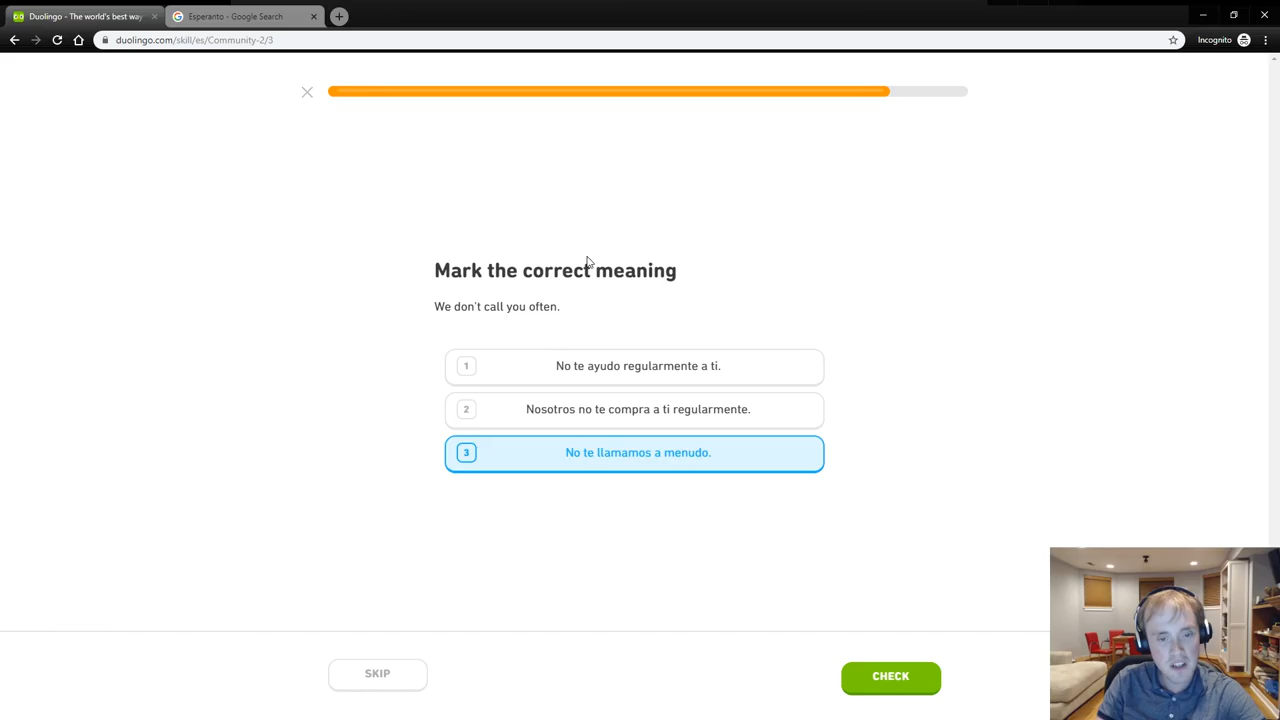 Duolingo - The world's best way
Esperanto - Google Search
duolingo.com/skill/es/Community-2/3
Incognito
Mark the correct meaning
We don't call you often.
1 No te ayudo regularmente a ti.
2 Nosotros no te compra a ti regularmente.
3 No te llamamos a menudo.
SKIP
CHECK